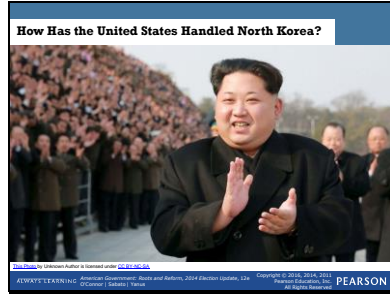 How Has the United States Handled North Korea?
This Photo by Unknown Author is licensed under CC BY-NC-SA
ALWAYS LEARNING
American Government: Roots and Reform, 2014 Election Update, 12e
O'Connor | Sabato | Yanus
Copyright © 2016, 2014, 2011
Pearson Education, Inc.
All Rights Reserved
PEARSON